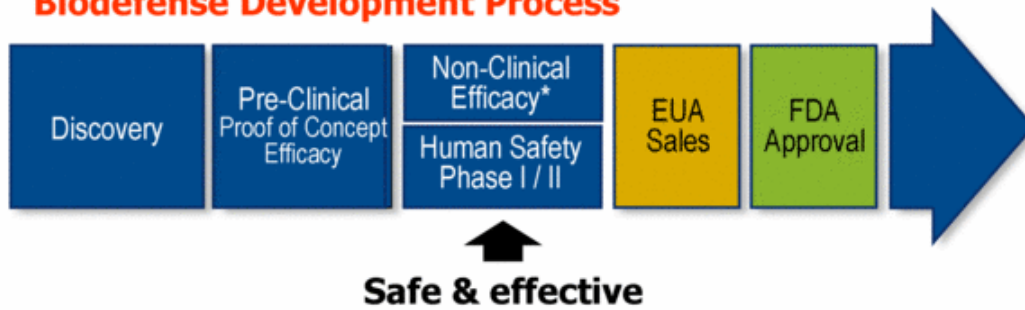 Biodefense Development Process
Discovery
Pre-Clinical
Proof of Concept
Efficacy
Non-Clinical
Efficacy*
Human Safety
Phase I / II
EUA
Sales
FDA
Approval
Safe & effective